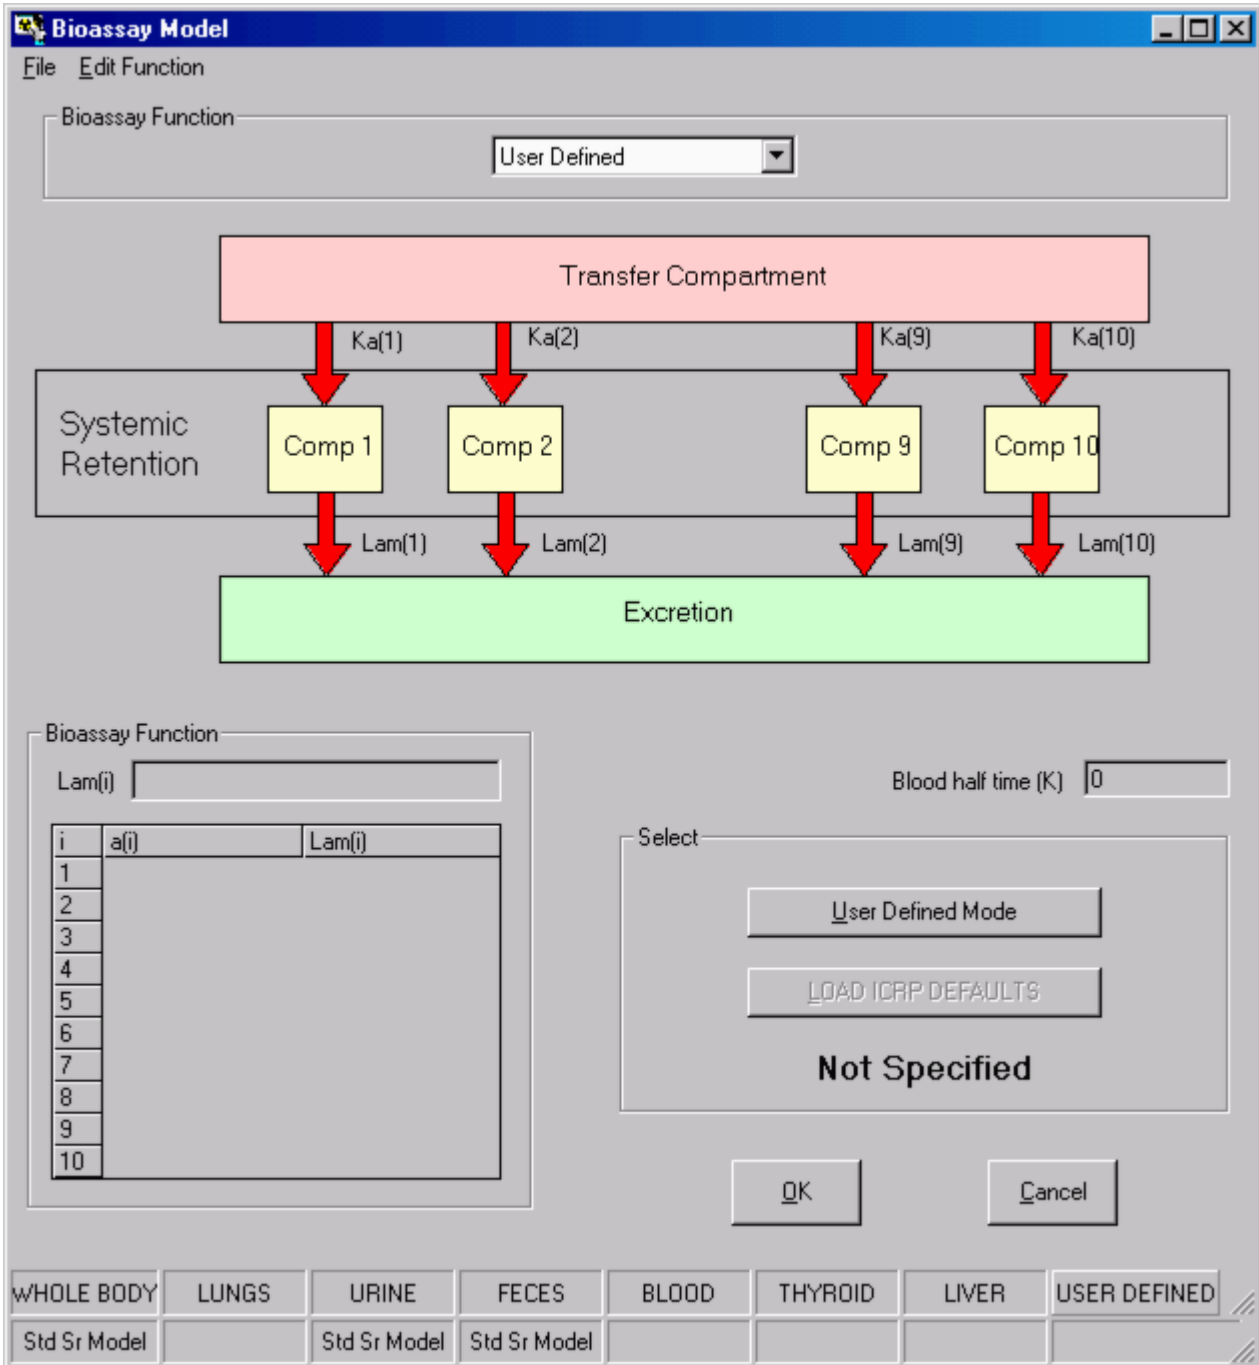 Bioassay Model
File Edit Function
Bioassay Function
User Defined
Transfer Compartment
Ka(1) Ka(2) Ka(9) Ka(10)
Systemic
Retention
Comp 1 Comp 2 Comp 9 Comp 10
Lam(1) Lam(2) Lam(9) Lam(10)
Excretion
Bioassay Function
Lam(i)
Blood half time (K) 0
i a(i) Lam(i)
1
2
3
4
5
6
7
8
9
10
Select
User Defined Mode
LOAD ICRP DEFAULTS
Not Specified
OK Cancel
WHOLE BODY LUNGS URINE FECES BLOOD THYROID LIVER USER DEFINED
Std Sr Model Std Sr Model Std Sr Model